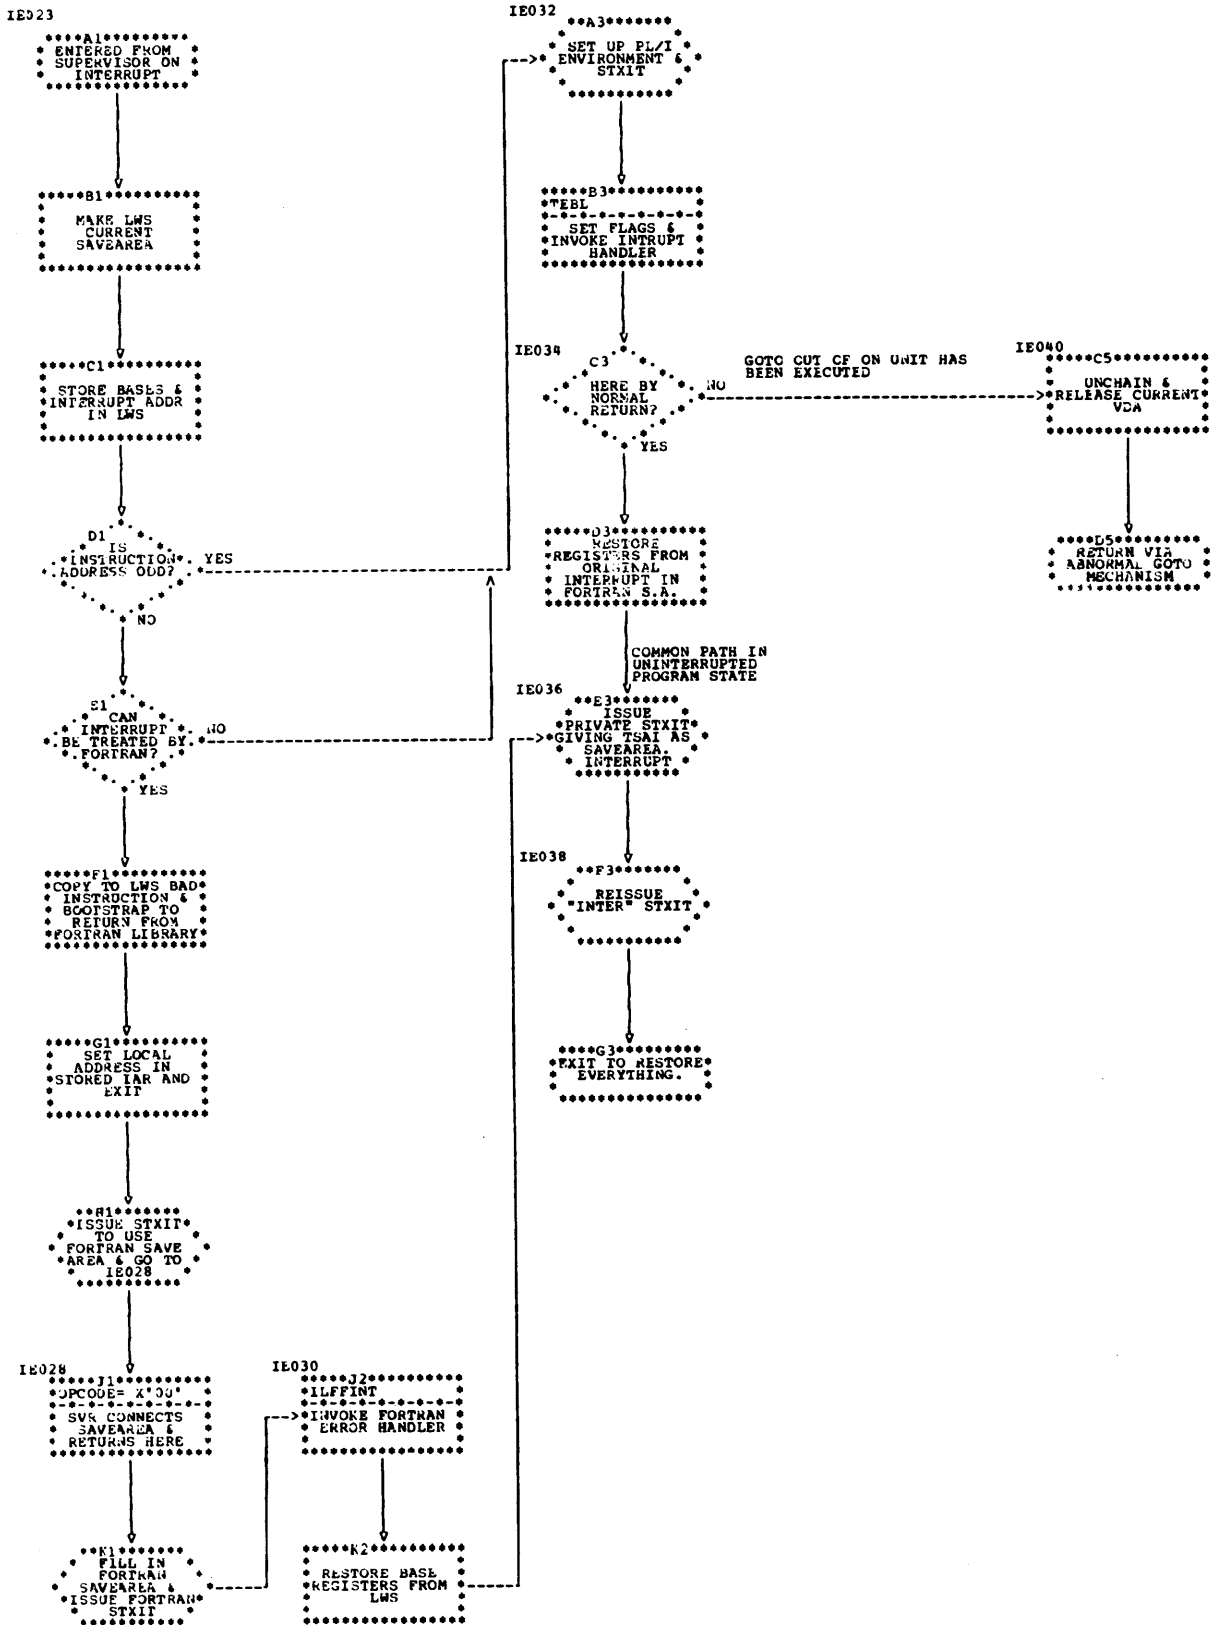 IE023
A1
ENTERED FROM
SUPERVISOR ON
INTERRUPT
B1
MAKE LWS
CURRENT
SAVEAREA
C1
STORE BASES &
INTERRUPT ADDR
IN LWS
D1
IS
INSTRUCTION
ADDRESS ODD?
YES
NO
E1
CAN
INTERRUPT
BE TREATED BY
FORTRAN?
NO
YES
F1
COPY TO LWS BAD
INSTRUCTION &
BOOTSTRAP TO
RETURN FROM
FORTRAN LIBRARY
G1
SET LOCAL
ADDRESS IN
STORED IAR AND
EXIT
H1
ISSUE STXIT
TO USE
FORTRAN SAVE
AREA & GO TO
IE028
IE028
J1
OPCODE= X'00'
SVR CONNECTS
SAVEAREA &
RETURNS HERE
K1
FILL IN
FORTRAN
SAVEAREA &
ISSUE FORTRAN
STXIT
IE030
J2
ILFFINT
INVOKE FORTRAN
ERROR HANDLER
K2
RESTORE BASE
REGISTERS FROM
LWS
IE032
A3
SET UP PL/I
ENVIRONMENT &
STXIT
B3
TEBL
SET FLAGS &
INVOKE INTRUPT
HANDLER
IE034
C3
HERE BY
NORMAL
RETURN?
NO
GOTO OUT OF ON UNIT HAS
BEEN EXECUTED
YES
D3
RESTORE
REGISTERS FROM
ORIGINAL
INTERRUPT IN
FORTRAN S.A.
COMMON PATH IN
UNINTERRUPTED
PROGRAM STATE
IE036
E3
ISSUE
PRIVATE STXIT
GIVING TSAI AS
SAVEAREA.
INTERRUPT
IE038
F3
REISSUE
"INTER" STXIT
G3
EXIT TO RESTORE
EVERYTHING.
IE040
C5
UNCHAIN &
RELEASE CURRENT
VDA
D5
RETURN VIA
ABNORMAL GOTO
MECHANISM